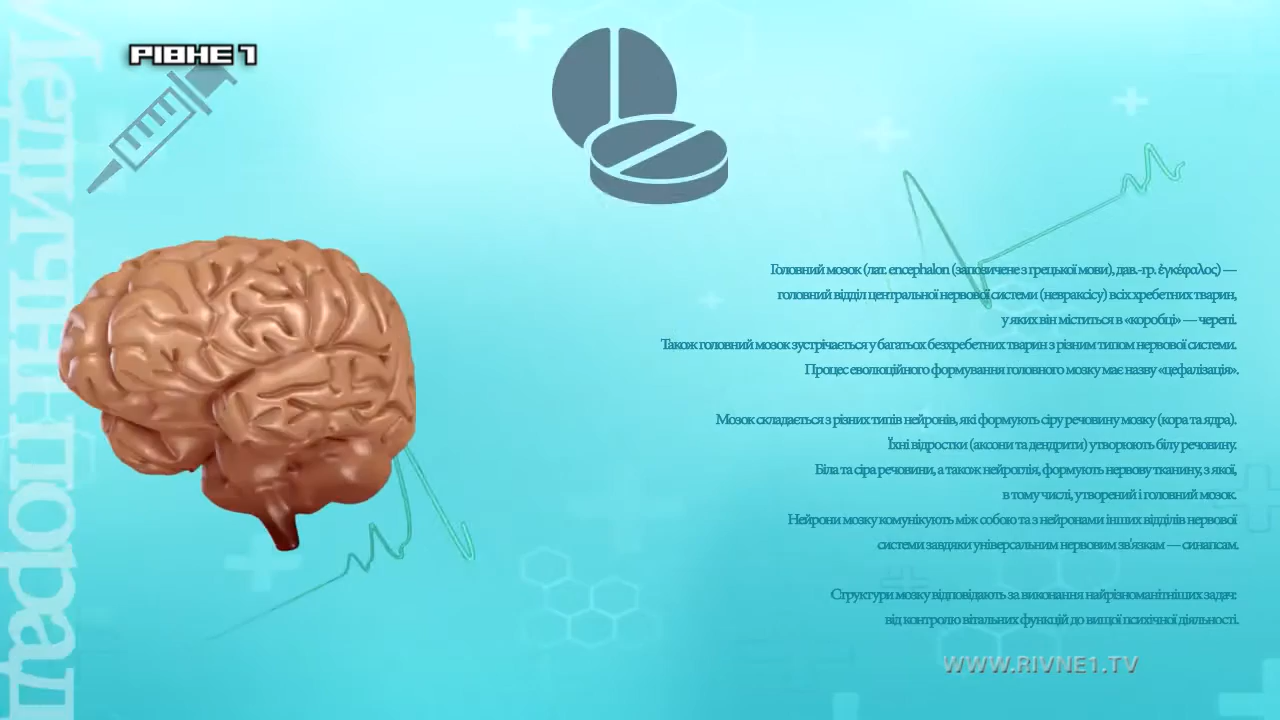 РІВНЕ 1
Медичні поради
Головний мозок (лат. encephalon (запозичене з грецької мови), дав.-гр. ἐγκέφαλος) —
головний відділ центральної нервової системи (невраксісу) всіх хребетних тварин,
у яких він міститься в «коробці» — черепі.
Також головний мозок зустрічається у багатьох безхребетних тварин з різним типом нервової системи.
Процес еволюційного формування головного мозку має назву «цефалізація».
Мозок складається з різних типів нейронів, які формують сіру речовину мозку (кора та ядра).
Їхні відростки (аксони та дендрити) утворюють білу речовину.
Біла та сіра речовини, а також нейроглія, формують нервову тканину, з якої,
в тому числі, утворений і головний мозок.
Нейрони мозку комунікують між собою та з нейронами інших відділів нервової
системи завдяки універсальним нервовим зв'язкам — синапсам.
Структури мозку відповідають за виконання найрізноманітніших задач:
від контролю вітальних функцій до вищої психічної діяльності.
WWW.RIVNE1.TV